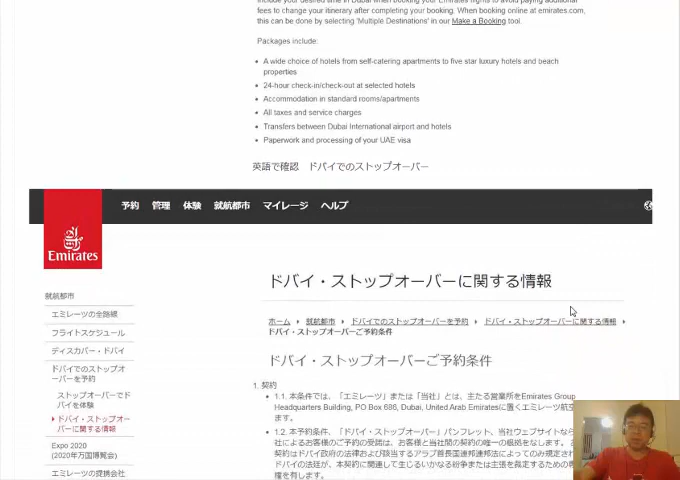 include your desired time in Dubai when booking your Emirates flights to avoid paying additional
fees to change your itinerary after completing your booking. When booking online at emirates.com,
this can be done by selecting 'Multiple Destinations' in our Make a Booking tool.
Packages include:
A wide choice of hotels from self-catering apartments to five star luxury hotels and beach
properties
24-hour check-in/check-out at selected hotels
Accommodation in standard rooms/apartments
All taxes and service charges
Transfers between Dubai International airport and hotels
Paperwork and processing of your UAE visa
英語で確認 ドバイでのストップオーバー
予約 管理 体験 就航都市 マイレージ ヘルプ
Emirates
ドバイ・ストップオーバーに関する情報
就航都市
エミレーツの全路線
フライトスケジュール
ディスカバー・ドバイ
ドバイでのストップオ
ーバーを予約
ストップオーバーでド
バイを体験
ドバイ・ストップオー
バーに関する情報
Expo 2020
(2020年万国博覧会)
エミレーツの提携会社
ホーム 就航都市 ドバイでのストップオーバーを予約 ドバイ・ストップオーバーに関する情報
ドバイ・ストップオーバーご予約条件
ドバイ・ストップオーバーご予約条件
1. 契約
1.1. 本条件では、「エミレーツ」または「当社」とは、主たる営業所をEmirates Group
Headquarters Building, PO Box 686, Dubai, United Arab Emiratesに置くエミレーツ航空
ます。
1.2. 本予約条件、「ドバイ・ストップオーバー」パンフレット、当社ウェブサイトなら
社によるお客様のご予約の受諾は、お客様と当社間の契約の唯一の根拠をなします。
契約はドバイ政府の法律および該当するアラブ首長国連邦連邦法によってのみ規定され
ドバイの法廷が、本契約に関連して生じるいかなる紛争または主張を裁定するための
権を有します。